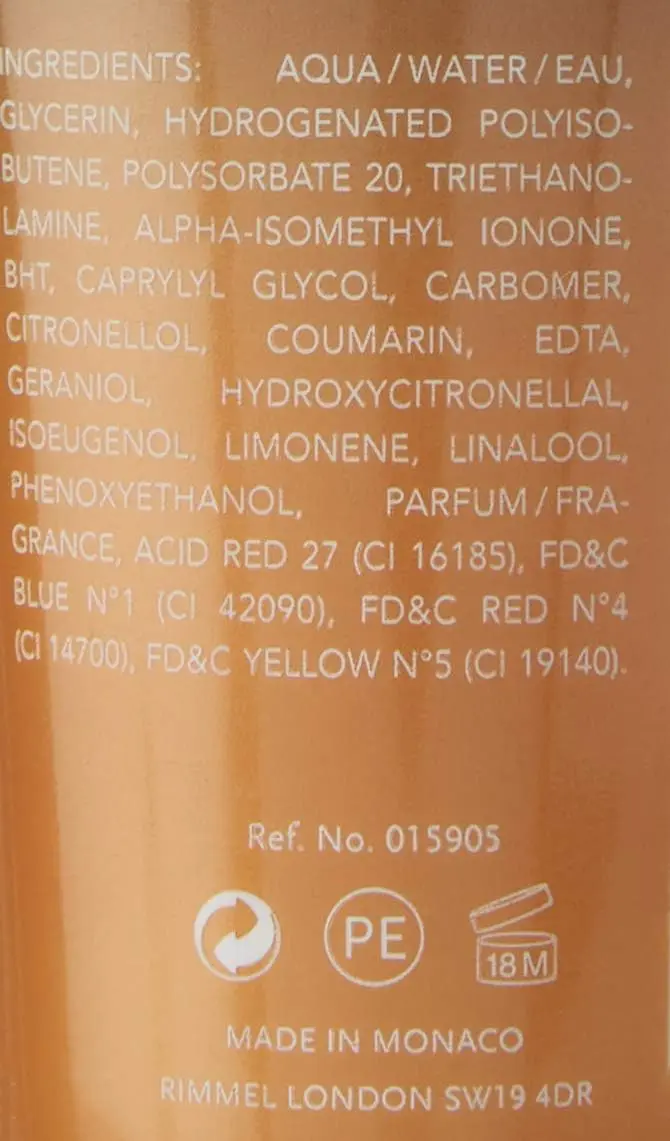 INGREDIENTS: AQUA/WATER/EAU,
GLYCERIN, HYDROGENATED POLYISO-
BUTENE, POLYSORBATE 20, TRIETHANO-
LAMINE, ALPHA-ISOMETHYL IONONE,
BHT, CAPRYLYL GLYCOL, CARBOMER,
CITRONELLOL, COUMARIN, EDTA,
GERANIOL, HYDROXYCITRONELLAL,
ISOEUGENOL, LIMONENE, LINALOOL,
PHENOXYETHANOL, PARFUM/FRA-
GRANCE, ACID RED 27 (CI 16185), FD&C
BLUE N°1 (CI 42090), FD&C RED N°4
(CI 14700), FD&C YELLOW N°5 (CI 19140).
Ref. No. 015905
PE
18M
MADE IN MONACO
RIMMEL LONDON SW19 4DR